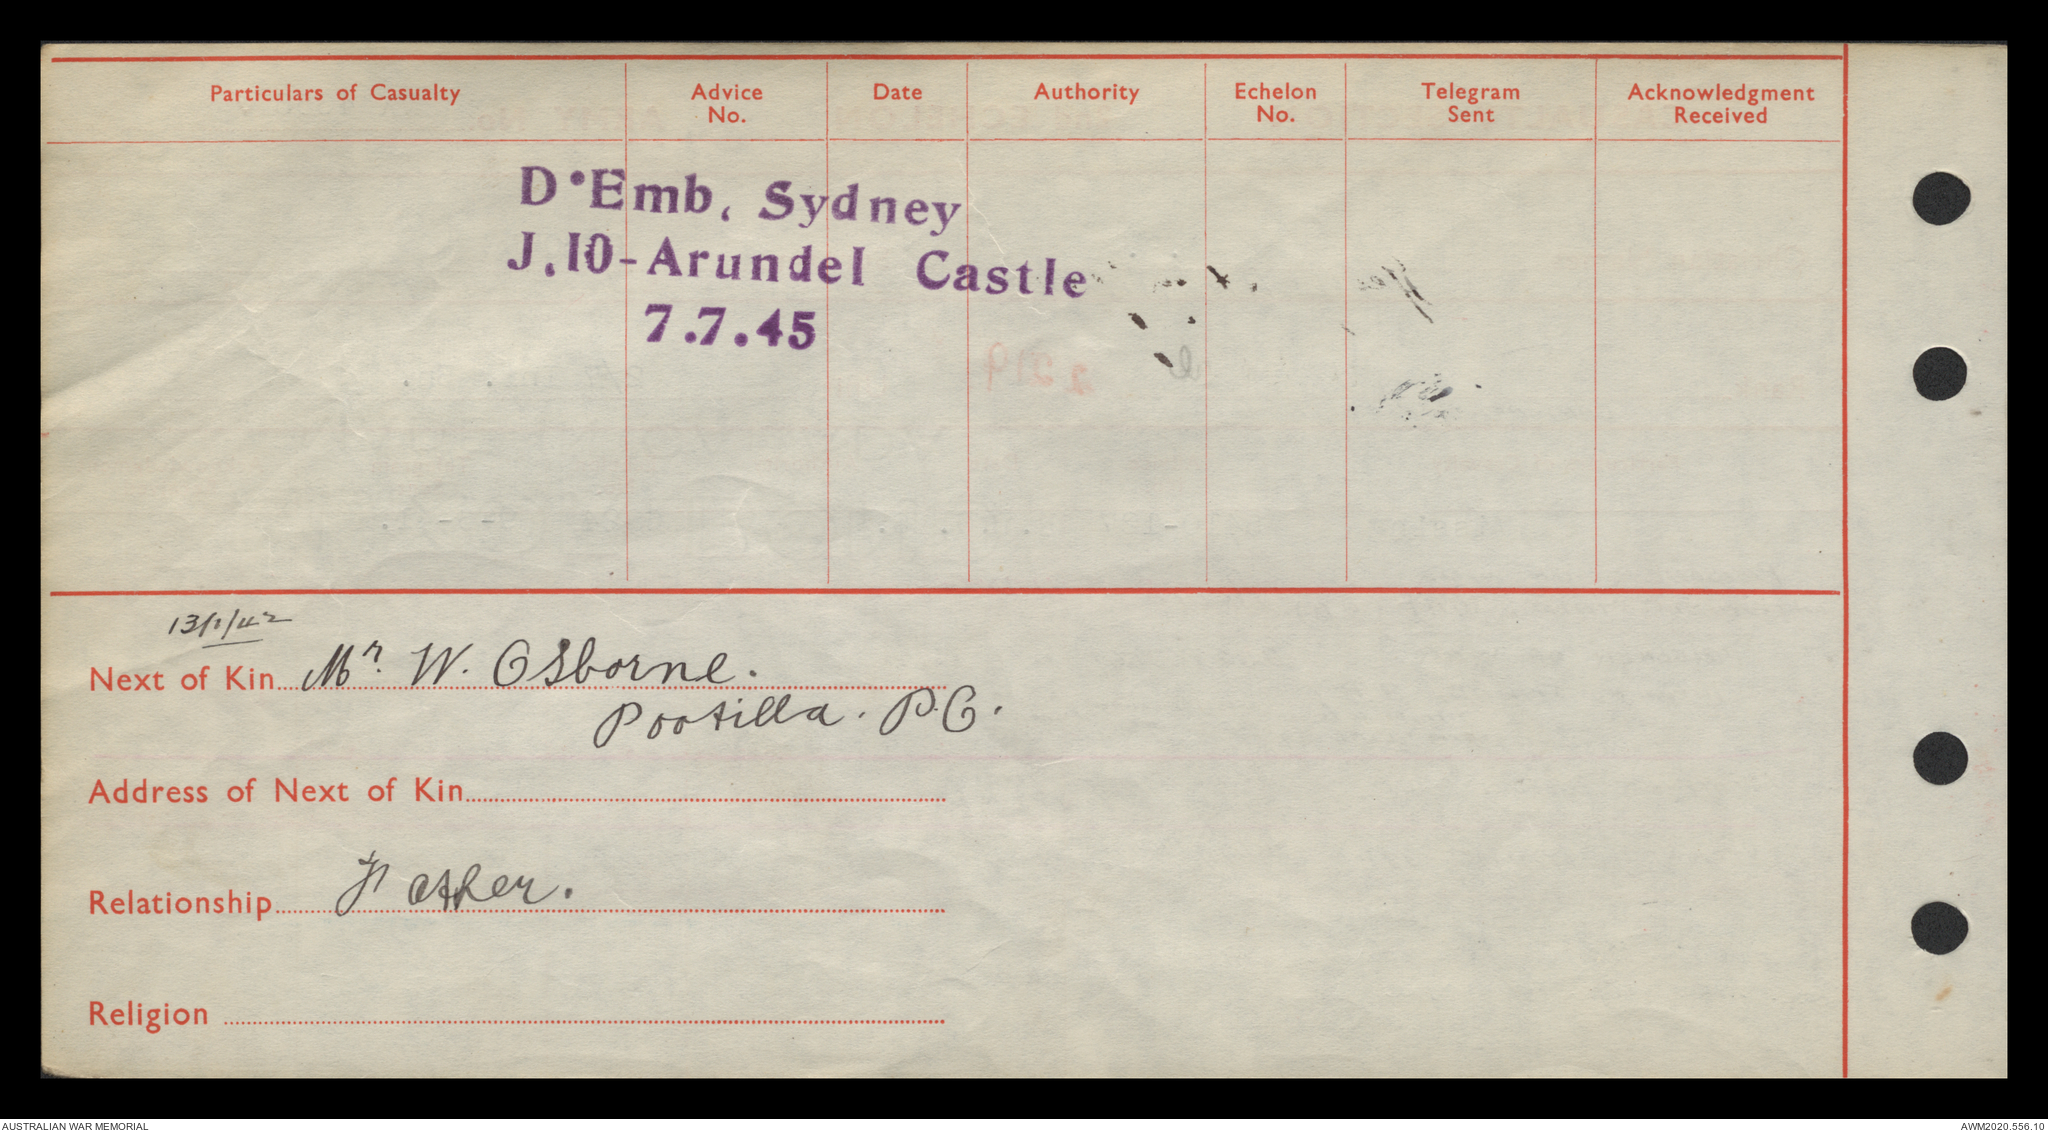 Particulars of Casualty Advice No. Date Authority Echelon No. Telegram Sent Acknowledgment Received
D'Emb. Sydney
J.10-Arundel Castle
7.7.45
13/1/42
Next of Kin Mr. W. Osborne.
Pootilla. P.O.
Address of Next of Kin
Relationship Father.
Religion
AUSTRALIAN WAR MEMORIAL
AWM2020.556.10